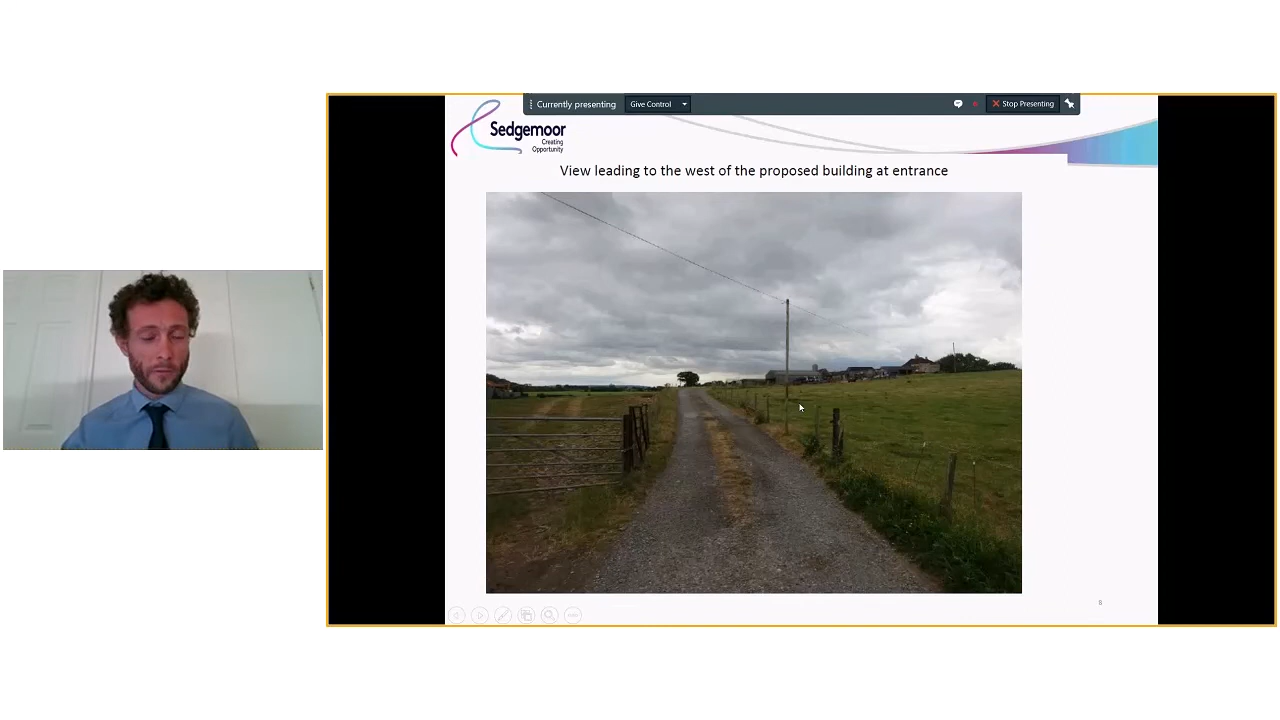 Currently presenting
Give Control
Stop Presenting
Sedgemoor
Creating
Opportunity
View leading to the west of the proposed building at entrance
8